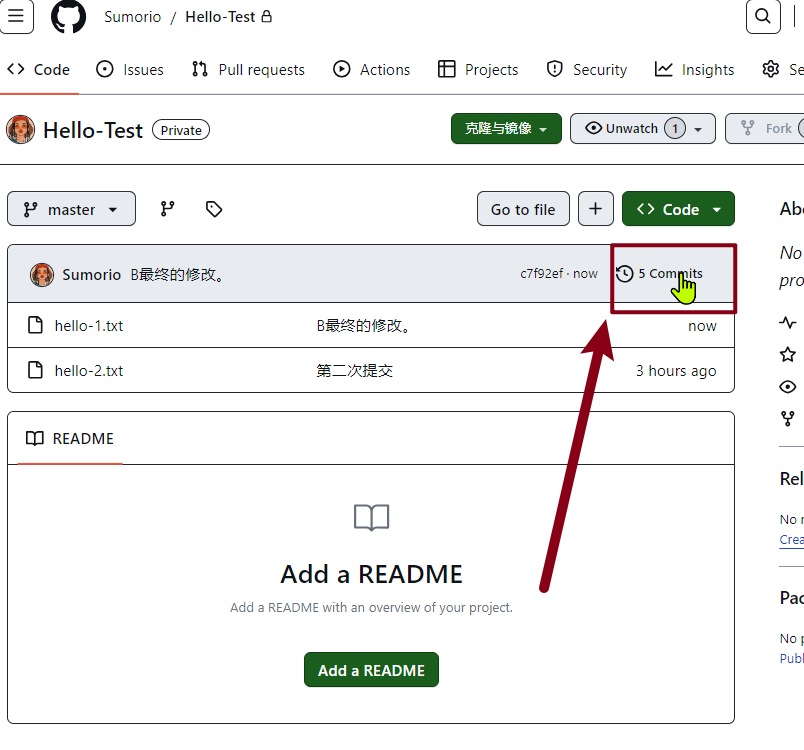 Sumorio / Hello-Test
Code Issues Pull requests Actions Projects Security Insights Se
Hello-Test Private 克隆与镜像 Unwatch 1 Fork
master Go to file + Code
Abo
Sumorio B最终的修改。 c7f92ef · now 5 Commits
No
pro
hello-1.txt B最终的修改。 now
hello-2.txt 第二次提交 3 hours ago
README
Rel
No r
Crea
Add a README
Add a README with an overview of your project.
Pac
No p
Publ
Add a README